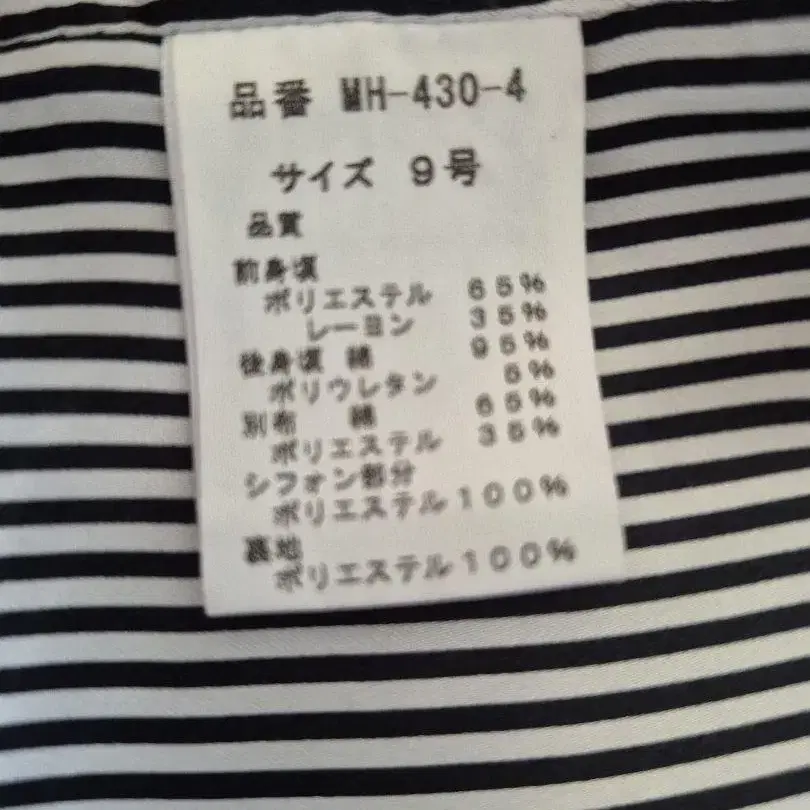 品番 MH-430-4
サイズ 9号
品質
前身頃
ポリエステル 65%
レーヨン 35%
後身頃 綿 95%
ポリウレタン 5%
別布 綿 65%
ポリエステル 35%
シフォン部分
ポリエステル100%
裏地
ポリエステル100%